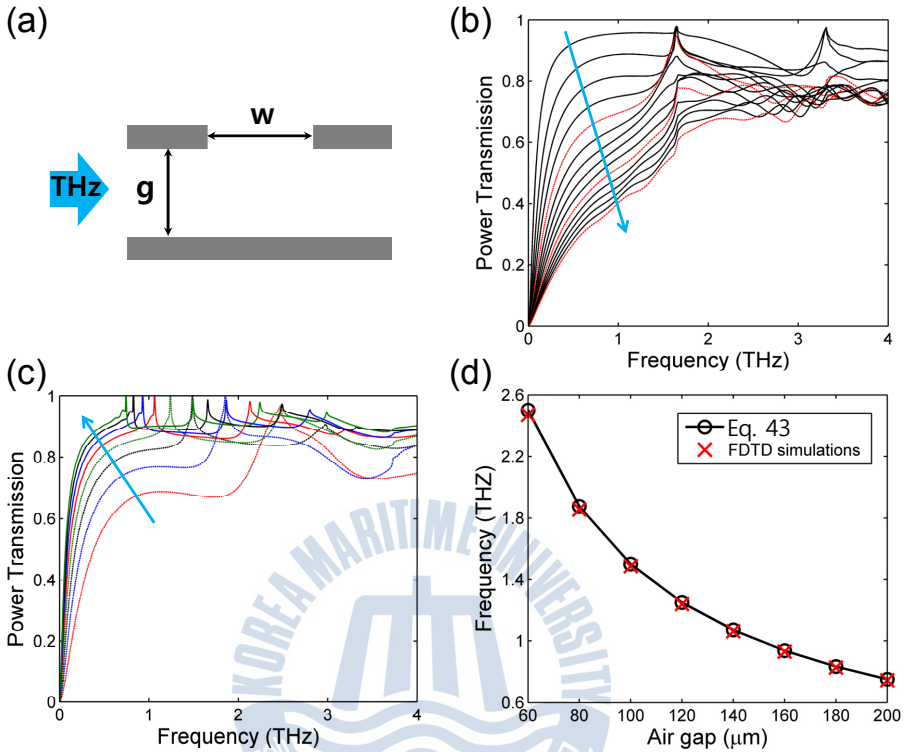 (a)
w
THz
g
(b)
Power Transmission
1
0.8
0.6
0.4
0.2
0
0 1 2 3 4
Frequency (THz)
(c)
Power Transmission
1
0.8
0.6
0.4
0.2
0
0 1 2 3 4
Frequency (THz)
(d)
Frequency (THZ)
2.6
2.2
1.8
1.4
1
0.6
60 80 100 120 140 160 180 200
Air gap (μm)
Eq. 43
FDTD simulations
KOREA MARITIME UNIVERSITY